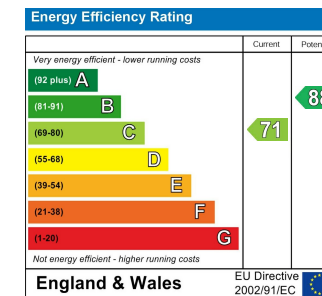 Energy Efficiency Rating
Current
Very energy efficient - lower running costs
(92 plus) A
(81-91) B
(69-80) C
71
(55-68) D
(39-54) E
(21-38) F
(1-20) G
Not energy efficient - higher running costs
England & Wales
EU Directive
2002/91/EC